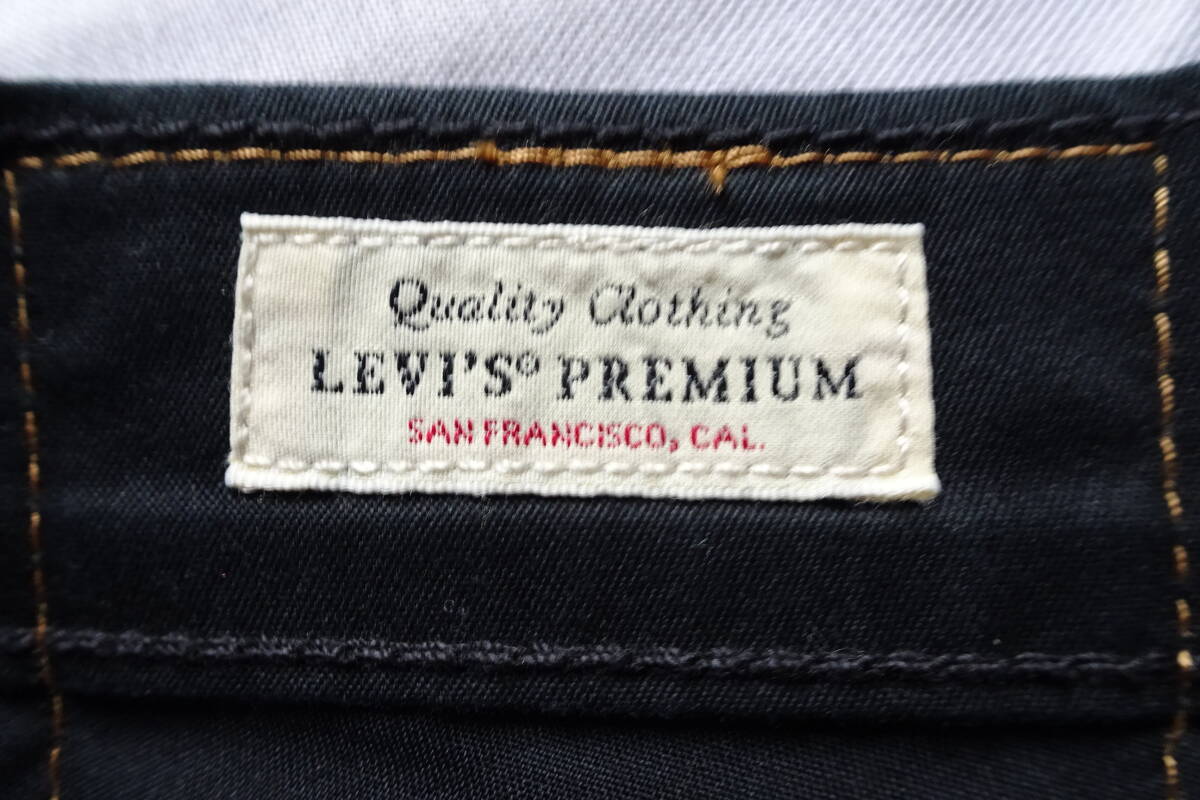 Quality Clothing
LEVI'S® PREMIUM
SAN FRANCISCO, CAL.